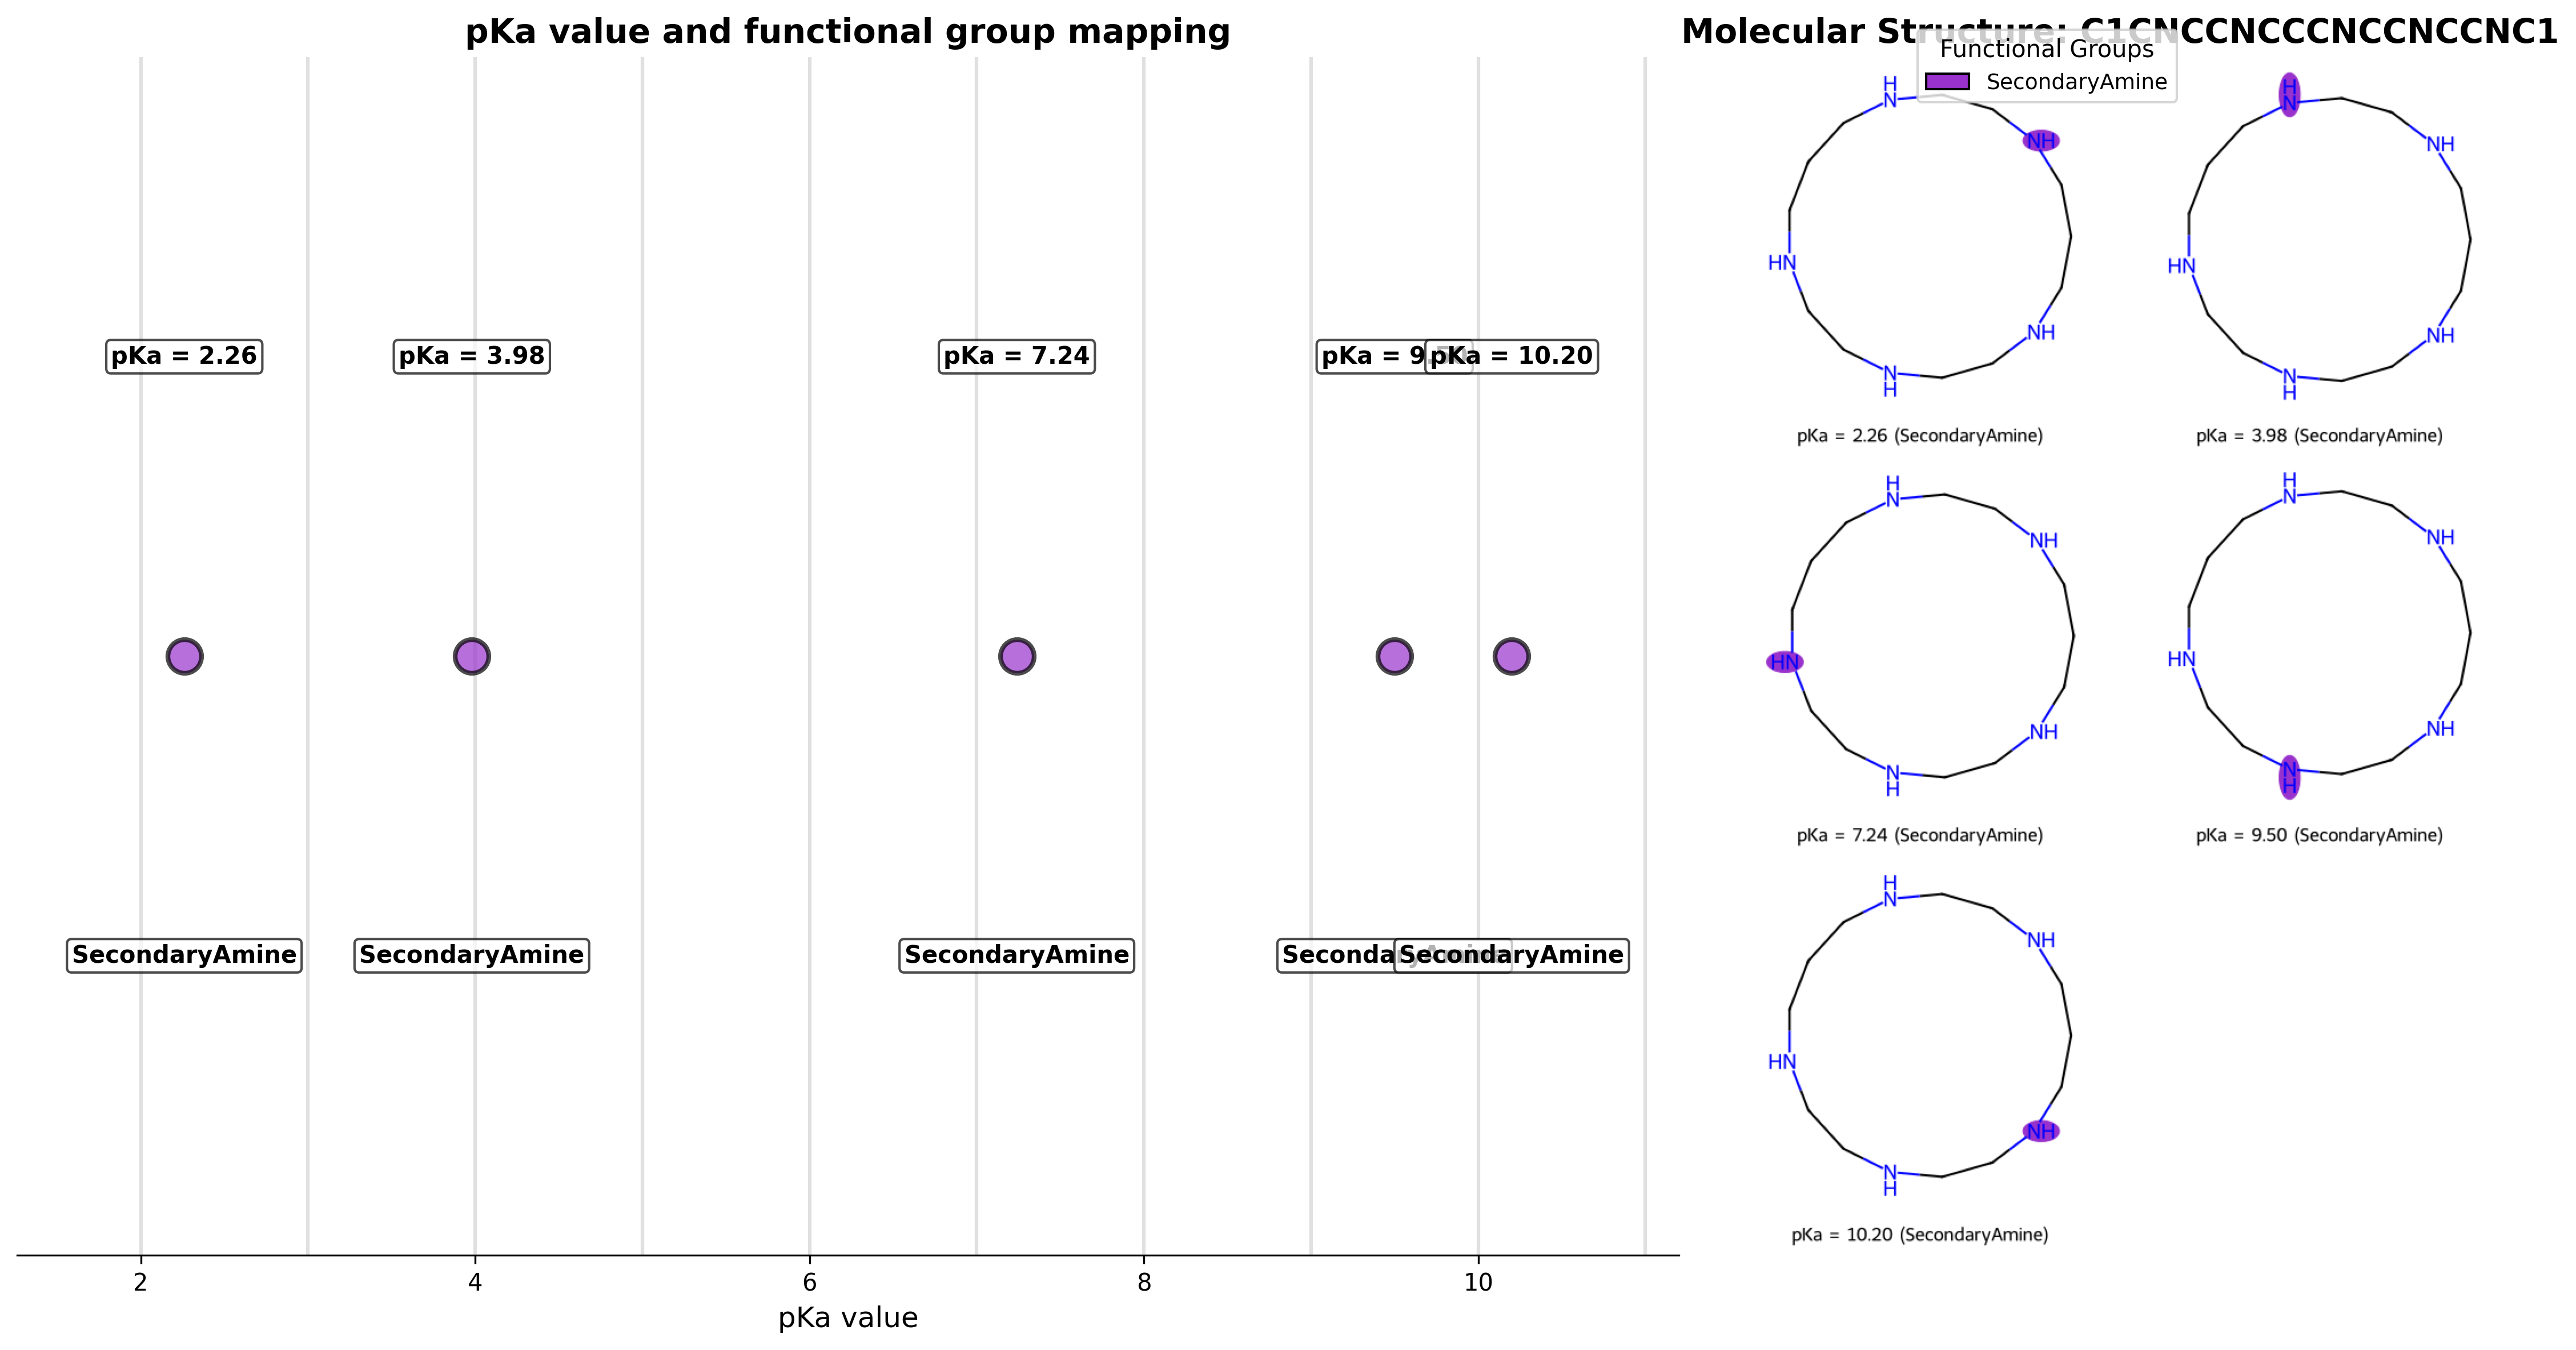 pKa value and functional group mapping
pKa = 2.26
pKa = 3.98
pKa = 7.24
pKa = 9.50
pKa = 10.20
SecondaryAmine
SecondaryAmine
SecondaryAmine
SecondaryAmine
SecondaryAmine
2
4
6
8
10
pKa value
Molecular Structure: C1CNCCNCCCNCCNCCNC1
Functional Groups
SecondaryAmine
H
N
NH
HN
NH
N
H
pKa = 2.26 (SecondaryAmine)
H
N
NH
HN
NH
N
H
pKa = 3.98 (SecondaryAmine)
H
N
NH
HN
NH
N
H
pKa = 7.24 (SecondaryAmine)
H
N
NH
HN
NH
N
H
pKa = 9.50 (SecondaryAmine)
H
N
NH
HN
NH
N
H
pKa = 10.20 (SecondaryAmine)